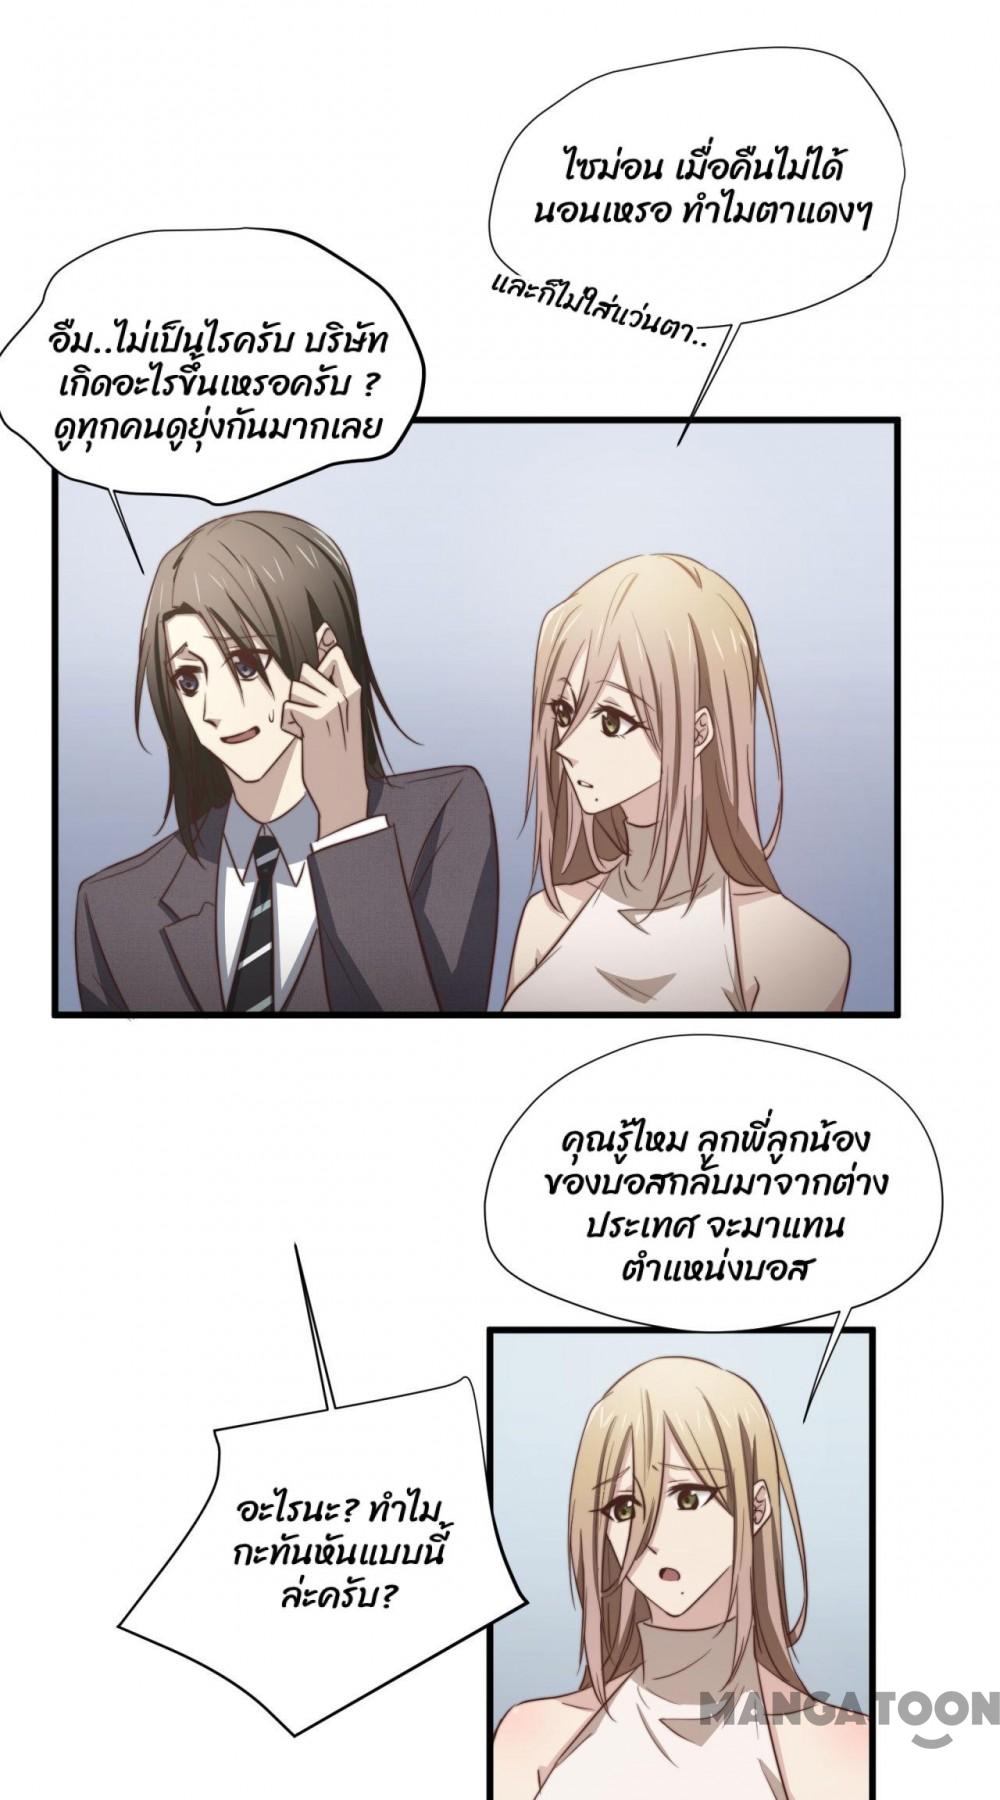 ไซม่อน เมื่อคืนไม่ได้
นอนเหรอ ทำไมตาแดงๆ
และก็ไม่ใส่แว่นตา..
อืม..ไม่เป็นไรครับ บริษัท
เกิดอะไรขึ้นเหรอครับ ?
ดูทุกคนดูยุ่งกันมากเลย
คุณรู้ไหม ลูกพี่ลูกน้อง
ของบอสกลับมาจากต่าง
ประเทศ จะมาแทน
ตำแหน่งบอส
อะไรนะ? ทำไม
กะทันหันแบบนี้
ล่ะครับ?
MANGATOON